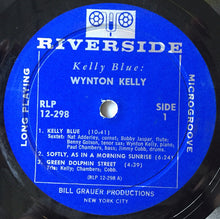 RIVERSIDE
LONG PLAYING
MICROGROOVE
Kelly Blue:
WYNTON KELLY
RLP
12-298
SIDE
1
1. KELLY BLUE (10:41)
Sextet: Nat Adderley, cornet; Bobby Jaspar, flute;
Benny Golson, tenor sax; Wynton Kelly, piano;
Paul Chambers, bass; Jimmy Cobb, drums.
2. SOFTLY, AS IN A MORNING SUNRISE (6:24)
3. GREEN DOLPHIN STREET (4:39)
Trio: Kelly; Chambers; Cobb.
(RLP 12-298 A)
BILL GRAUER PRODUCTIONS
NEW YORK CITY